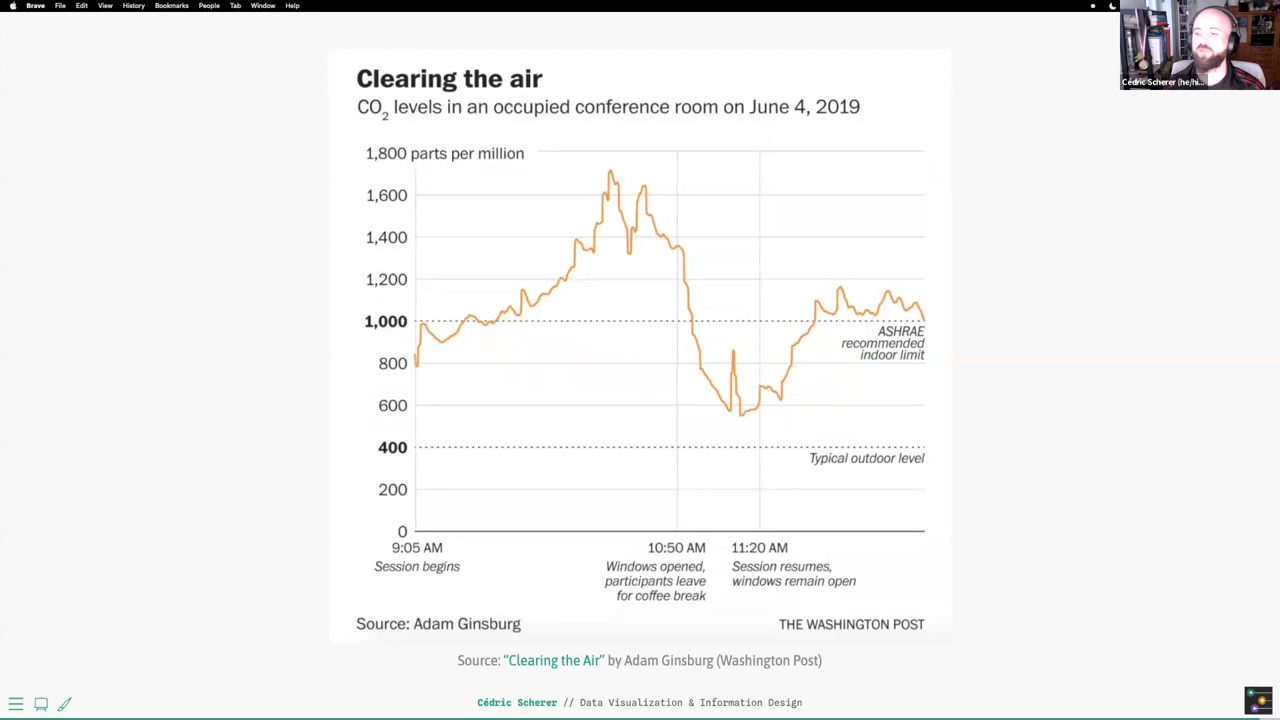 Brave File Edit View History Bookmarks People Tab Window Help
Cédric Scherer (he/hi...
Clearing the air
CO2 levels in an occupied conference room on June 4, 2019
1,800 parts per million
1,600
1,400
1,200
1,000
ASHRAE
recommended
indoor limit
800
600
400
Typical outdoor level
200
0
9:05 AM
Session begins
10:50 AM
Windows opened,
participants leave
for coffee break
11:20 AM
Session resumes,
windows remain open
Source: Adam Ginsburg
THE WASHINGTON POST
Source: “Clearing the Air” by Adam Ginsburg (Washington Post)
Cédric Scherer // Data Visualization & Information Design